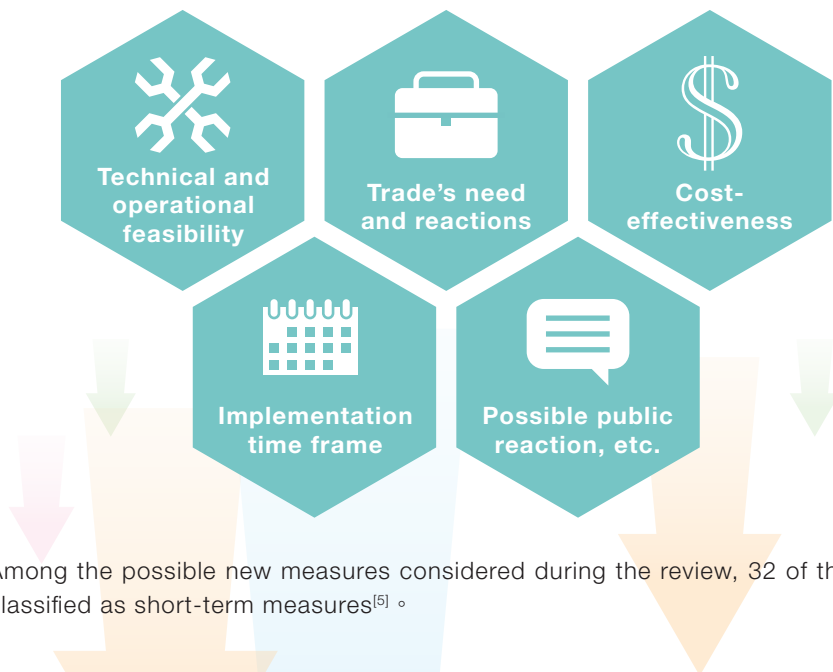 Technical and
operational
feasibility
Trade’s need
and reactions
Cost-
effectiveness
Implementation
time frame
Possible public
reaction, etc.
Among the possible new measures considered during the review, 32 of th
lassified as short-term measures[5] 。